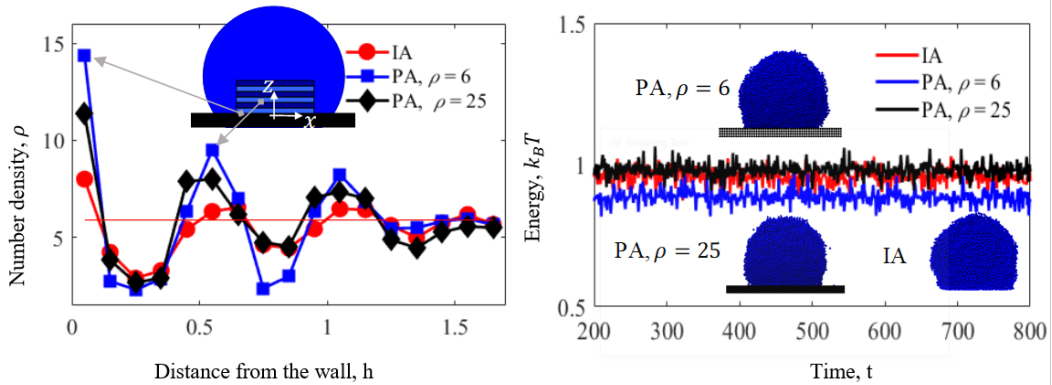 15
10
5
0
0.5
1
1.5
Number density, ρ
Distance from the wall, h
IA
PA, ρ = 6
PA, ρ = 25
z
x
1.5
1
0.5
200
300
400
500
600
700
800
Energy, k_BT
Time, t
PA, ρ = 6
IA
PA, ρ = 6
PA, ρ = 25
PA, ρ = 25
IA